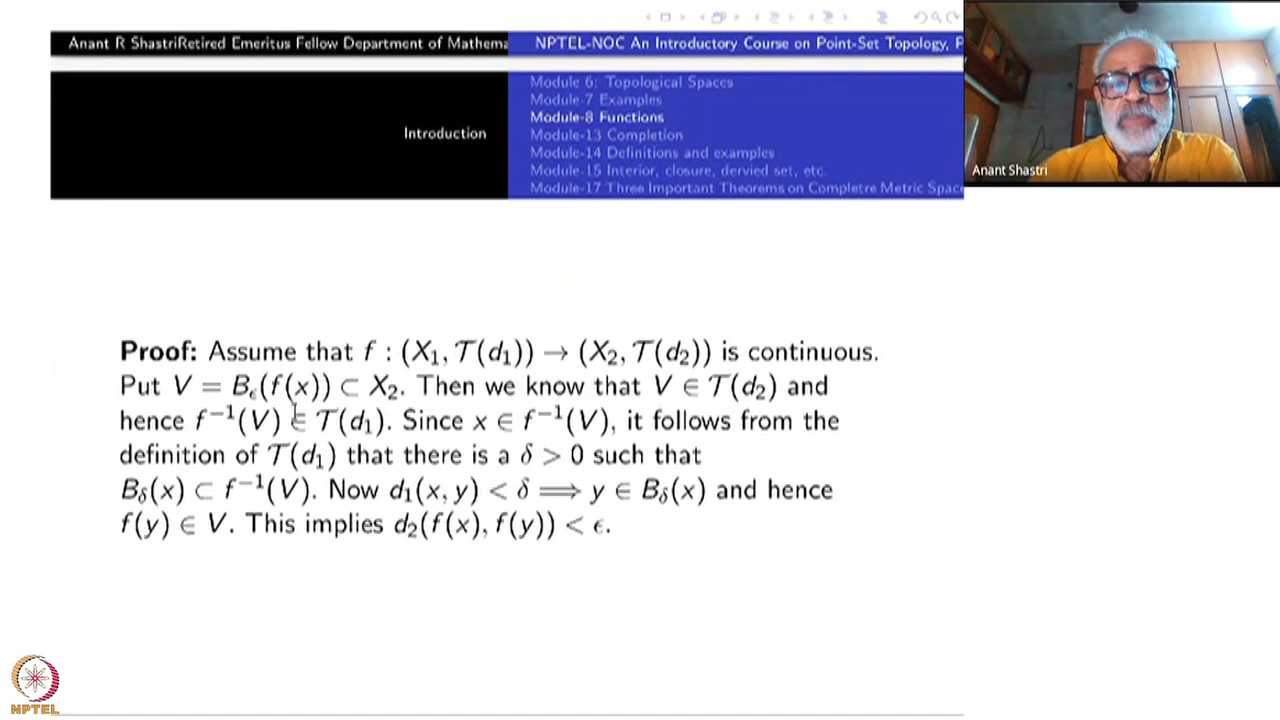 Anant R ShastriRetired Emeritus Fellow Department of Mathema
NPTEL-NOC An Introductory Course on Point-Set Topology, P
Introduction
Module 6: Topological Spaces
Module-7 Examples
Module-8 Functions
Module-13 Completion
Module-14 Definitions and examples
Module-15 Interior, closure, dervied set, etc.
Module-17 Three Important Theorems on Completre Metric Space
Anant Shastri
Proof: Assume that f : (X₁, 𝒯(d₁)) → (X₂, 𝒯(d₂)) is continuous.
Put V = B_ϵ(f(x)) ⊂ X₂. Then we know that V ∈ 𝒯(d₂) and
hence f⁻¹(V) ∈ 𝒯(d₁). Since x ∈ f⁻¹(V), it follows from the
definition of 𝒯(d₁) that there is a δ > 0 such that
B_δ(x) ⊂ f⁻¹(V). Now d₁(x, y) < δ ⟹ y ∈ B_δ(x) and hence
f(y) ∈ V. This implies d₂(f(x), f(y)) < ϵ.
NPTEL